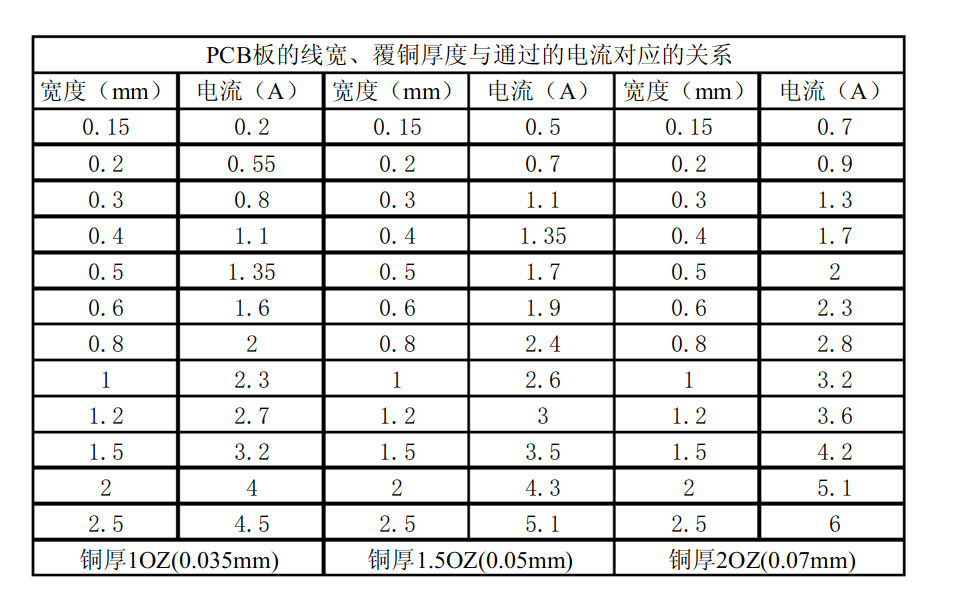 PCB板的线宽、覆铜厚度与通过的电流对应的关系
宽度（mm） 电流（A） 宽度（mm） 电流（A） 宽度（mm） 电流（A）
0.15 0.2 0.15 0.5 0.15 0.7
0.2 0.55 0.2 0.7 0.2 0.9
0.3 0.8 0.3 1.1 0.3 1.3
0.4 1.1 0.4 1.35 0.4 1.7
0.5 1.35 0.5 1.7 0.5 2
0.6 1.6 0.6 1.9 0.6 2.3
0.8 2 0.8 2.4 0.8 2.8
1 2.3 1 2.6 1 3.2
1.2 2.7 1.2 3 1.2 3.6
1.5 3.2 1.5 3.5 1.5 4.2
2 4 2 4.3 2 5.1
2.5 4.5 2.5 5.1 2.5 6
铜厚1OZ(0.035mm) 铜厚1.5OZ(0.05mm) 铜厚2OZ(0.07mm)